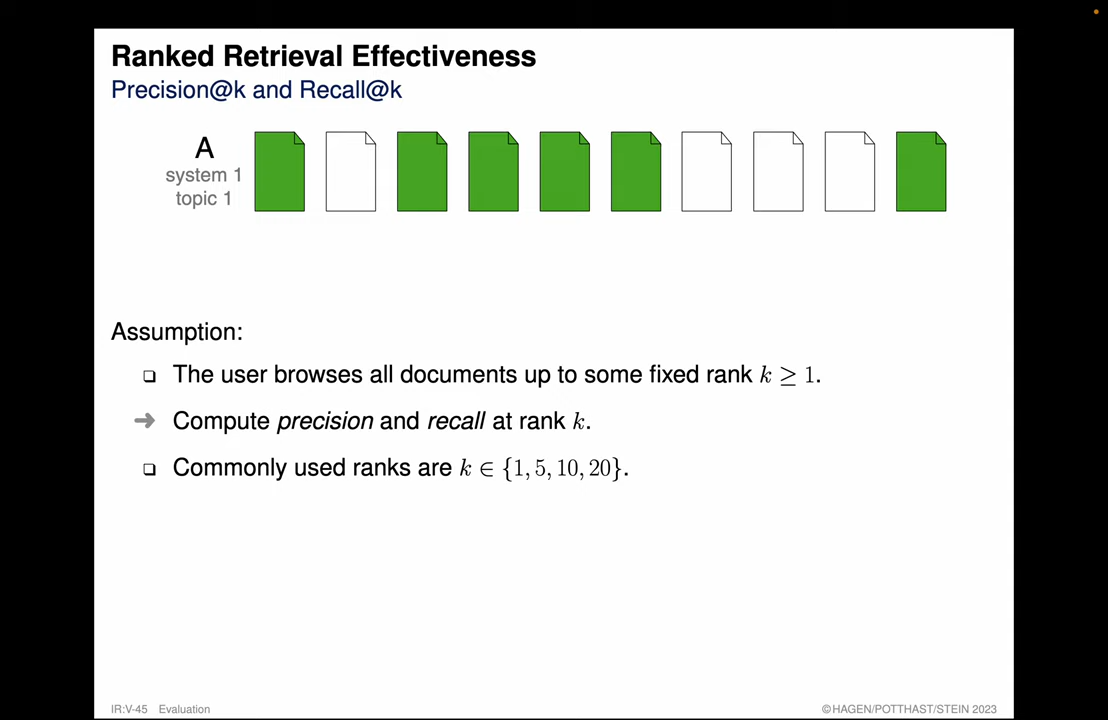 Ranked Retrieval Effectiveness
Precision@k and Recall@k
A
system 1
topic 1
Assumption:
❑ The user browses all documents up to some fixed rank k ≥ 1.
➜ Compute precision and recall at rank k.
❑ Commonly used ranks are k ∈ {1, 5, 10, 20}.
IR:V-45 Evaluation
©HAGEN/POTTHAST/STEIN 2023